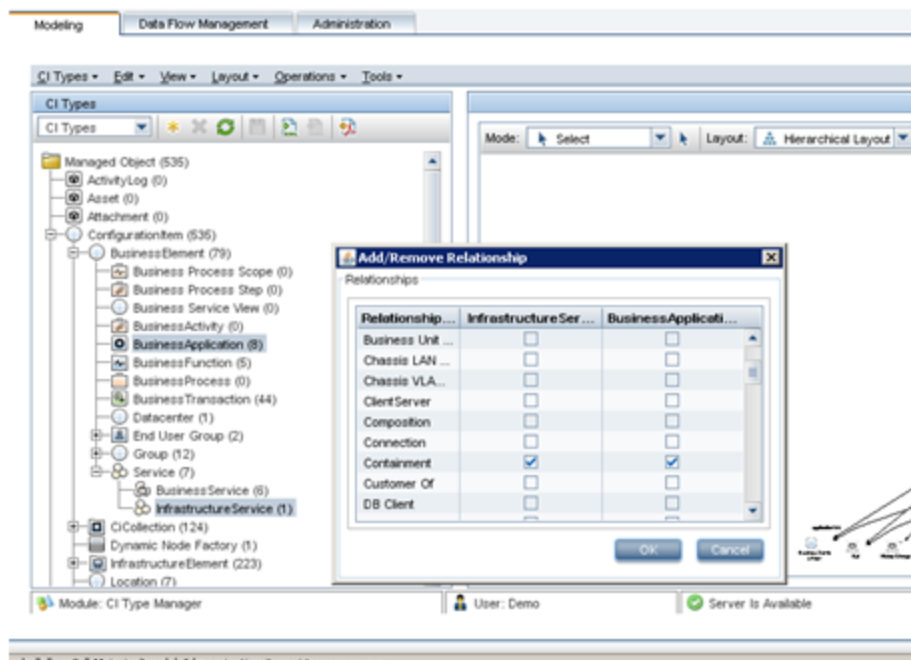 Modeling Data Flow Management Administration
CI Types Edit View Layout Operations Tools
CI Types
CI Types
Mode: Select Layout: Hierarchical Layout
Managed Object (535)
ActivityLog (0)
Asset (0)
Attachment (0)
ConfigurationItem (535)
BusinessElement (79)
Business Process Scope (0)
Business Process Step (0)
Business Service View (0)
BusinessActivity (0)
BusinessApplication (8)
BusinessFunction (5)
BusinessProcess (0)
BusinessTransaction (44)
Datacenter (1)
End User Group (2)
Group (12)
Service (7)
BusinessService (6)
InfrastructureService (1)
CiCollection (124)
Dynamic Node Factory (1)
InfrastructureElement (223)
Location (7)
Add/Remove Relationship
Relationships
Relationship... InfrastructureSer... BusinessApplicati...
Business Unit ...
Chassis LAN ...
Chassis VLA...
ClientServer
Composition
Connection
Containment
Customer Of
DB Client
OK Cancel
Module: CI Type Manager User: Demo Server Is Available